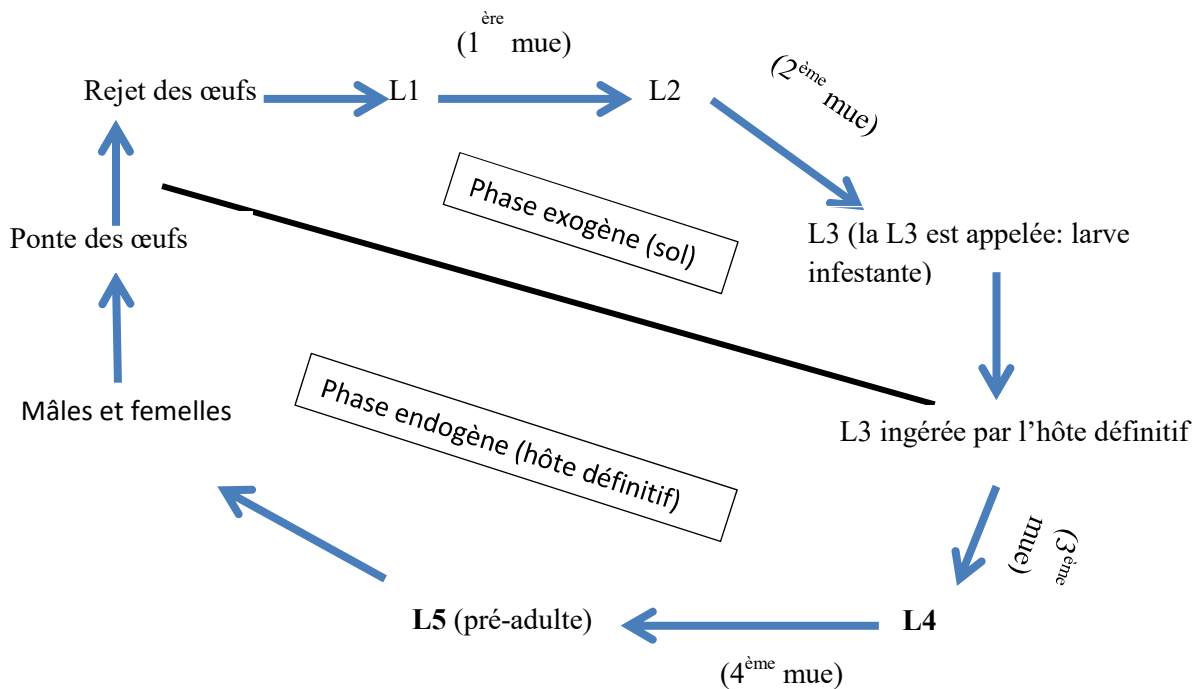 (1ère mue)
Rejet des œufs
L1
L2
(2ème mue)
Phase exogène (sol)
Ponte des œufs
L3 (la L3 est appelée: larve
infestante)
Phase endogène (hôte définitif)
Mâles et femelles
L3 ingérée par l’hôte définitif
(3ème
mue)
L5 (pré-adulte)
L4
(4ème mue)